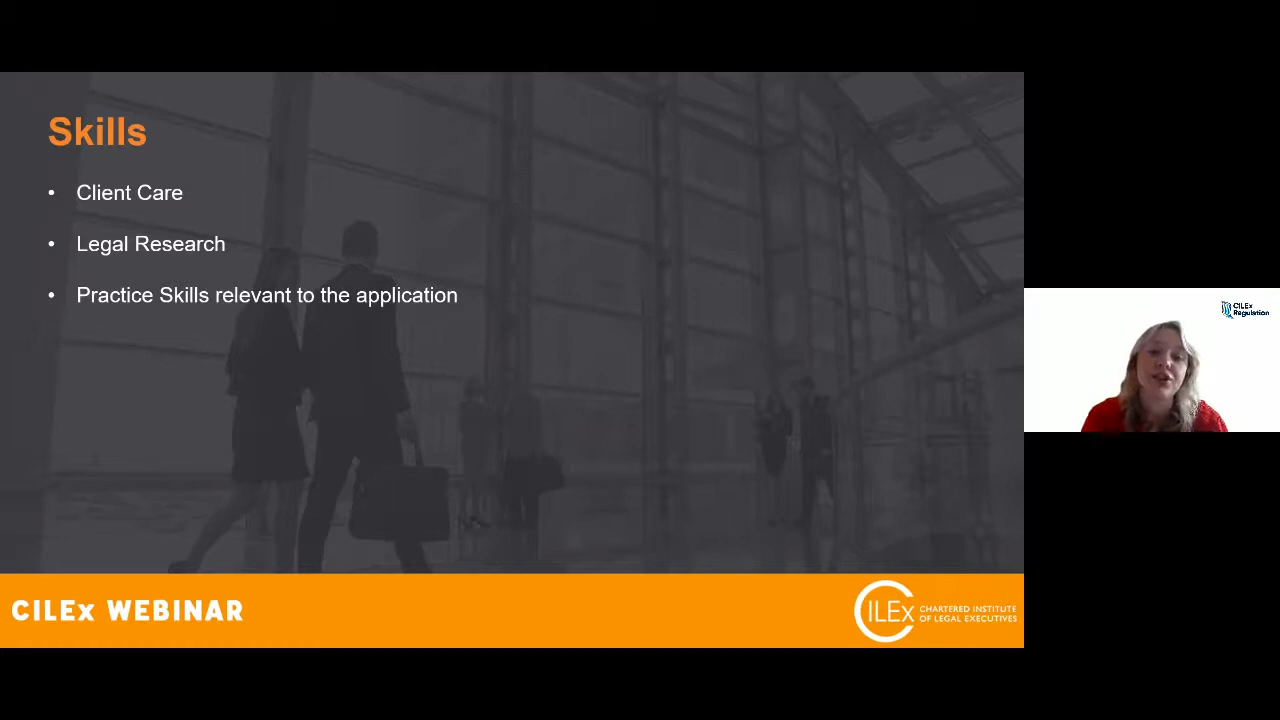 Skills
• Client Care
• Legal Research
• Practice Skills relevant to the application
CILEx
Regulation
CILEx WEBINAR
CILEx
CHARTERED INSTITUTE
OF LEGAL EXECUTIVES